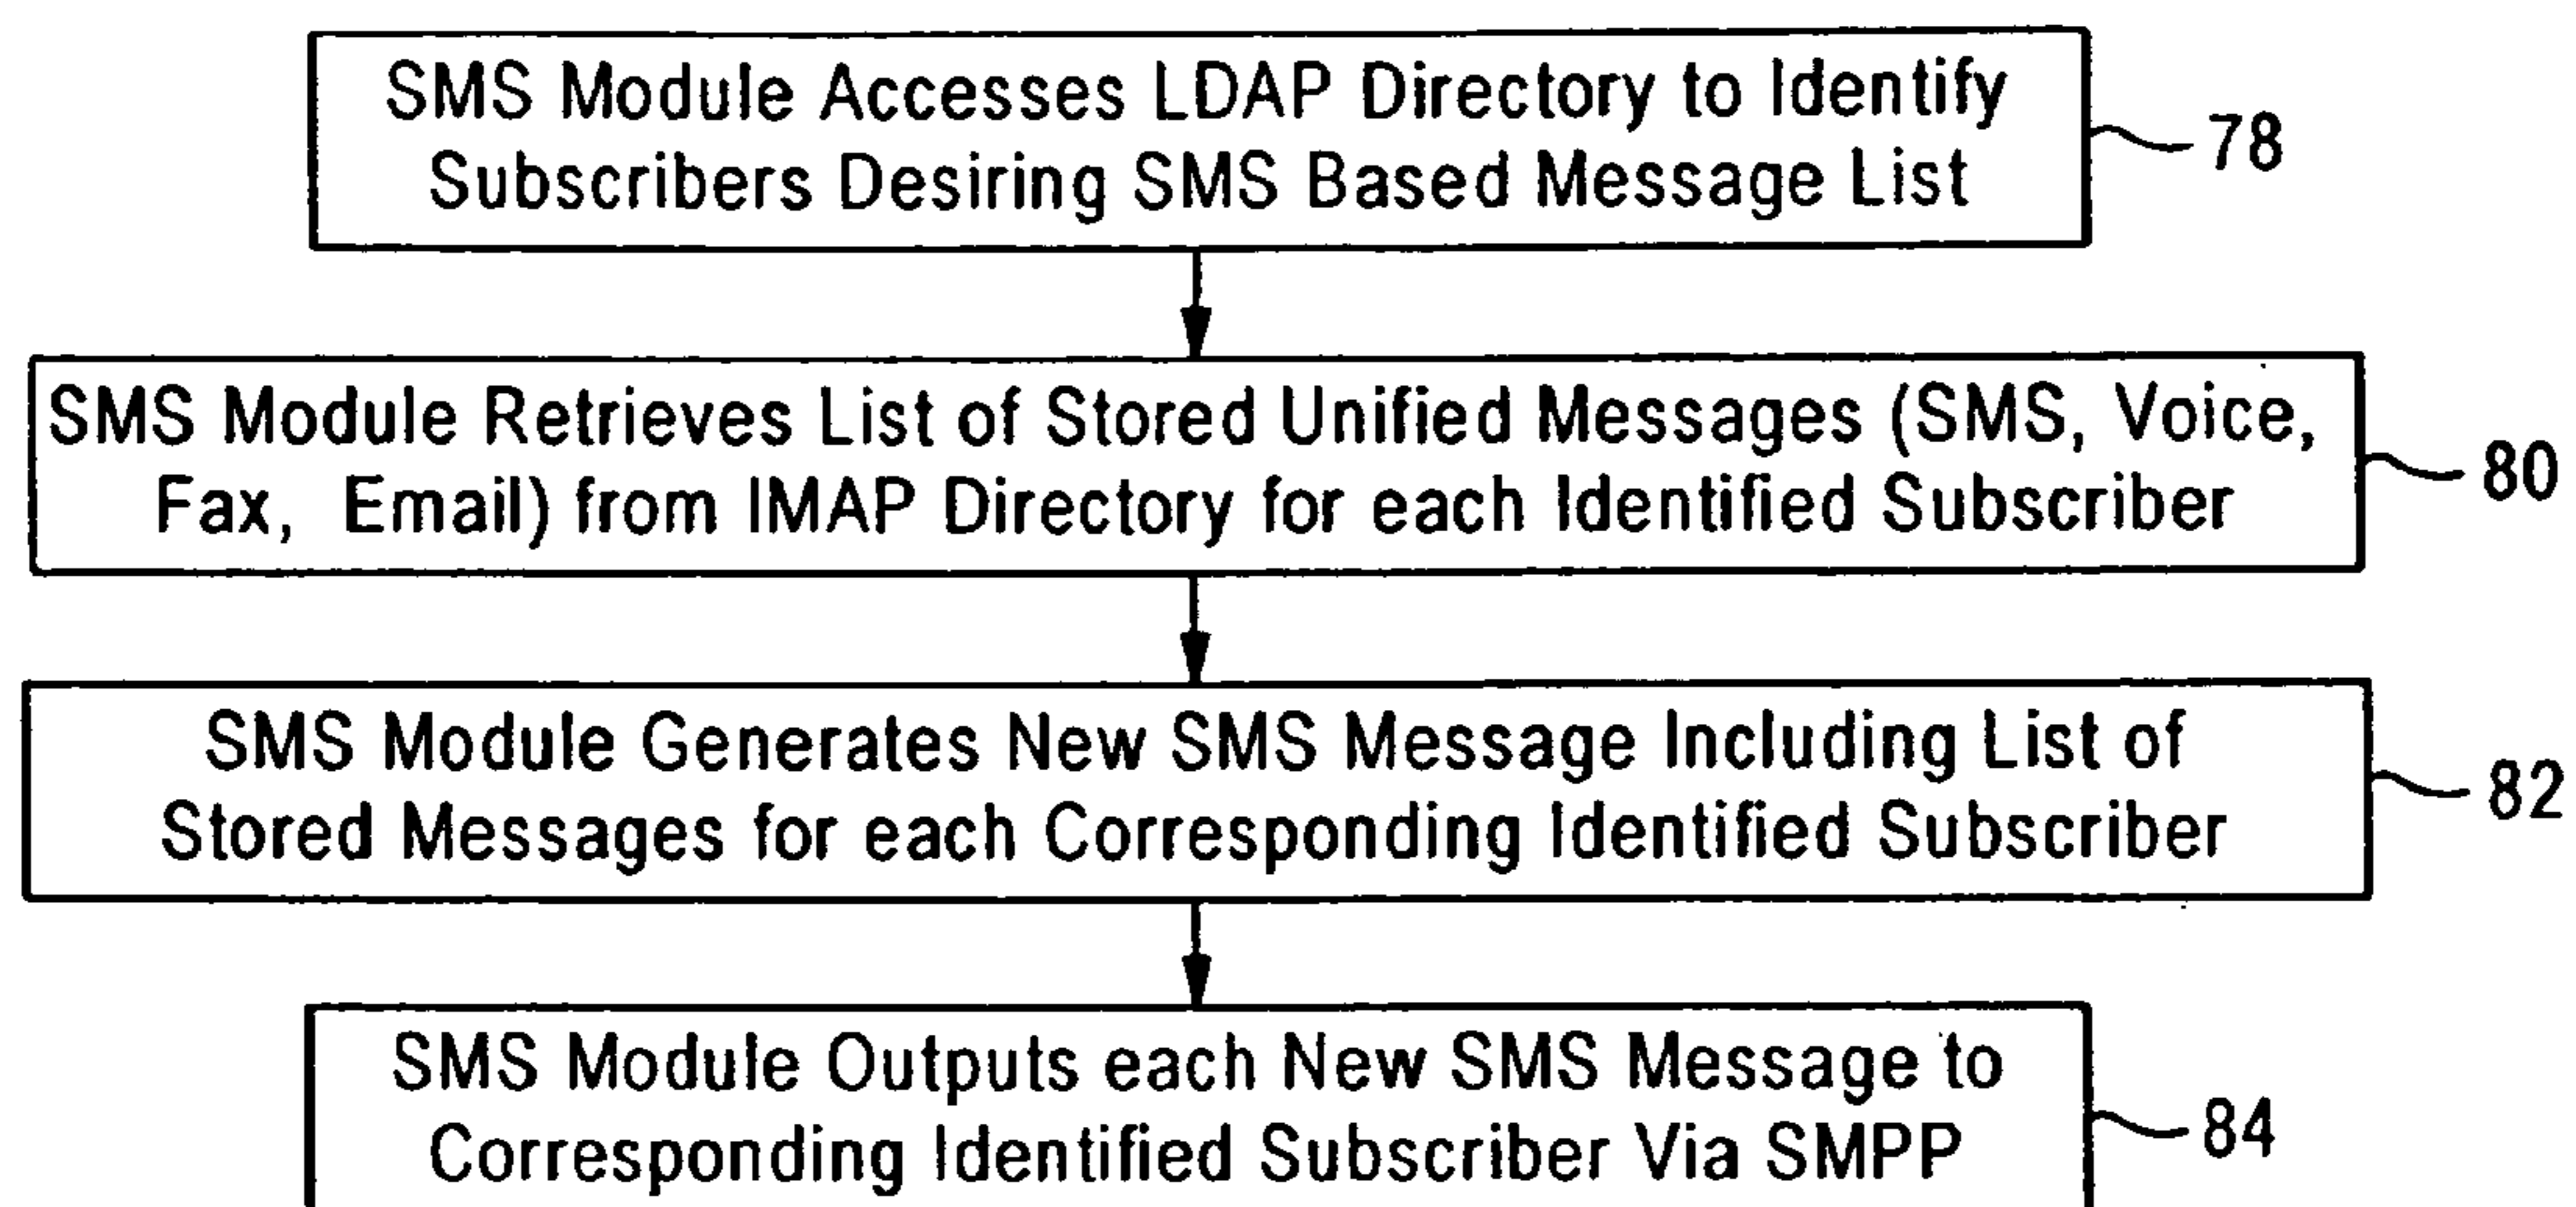 SMS Module Accesses LDAP Directory to Identify
Subscribers Desiring SMS Based Message List
78
SMS Module Retrieves List of Stored Unified Messages (SMS, Voice,
Fax, Email) from IMAP Directory for each Identified Subscriber
80
SMS Module Generates New SMS Message Including List of
Stored Messages for each Corresponding Identified Subscriber
82
SMS Module Outputs each New SMS Message to
Corresponding Identified Subscriber Via SMPP
84